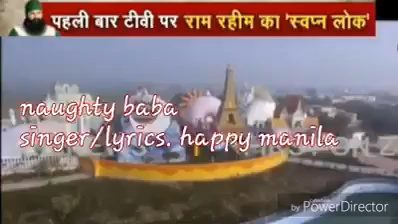 पहली बार टीवी पर राम रहीम का 'स्वप्न लोक'
naughty baba
singer/lyrics. happy manila
by PowerDirector